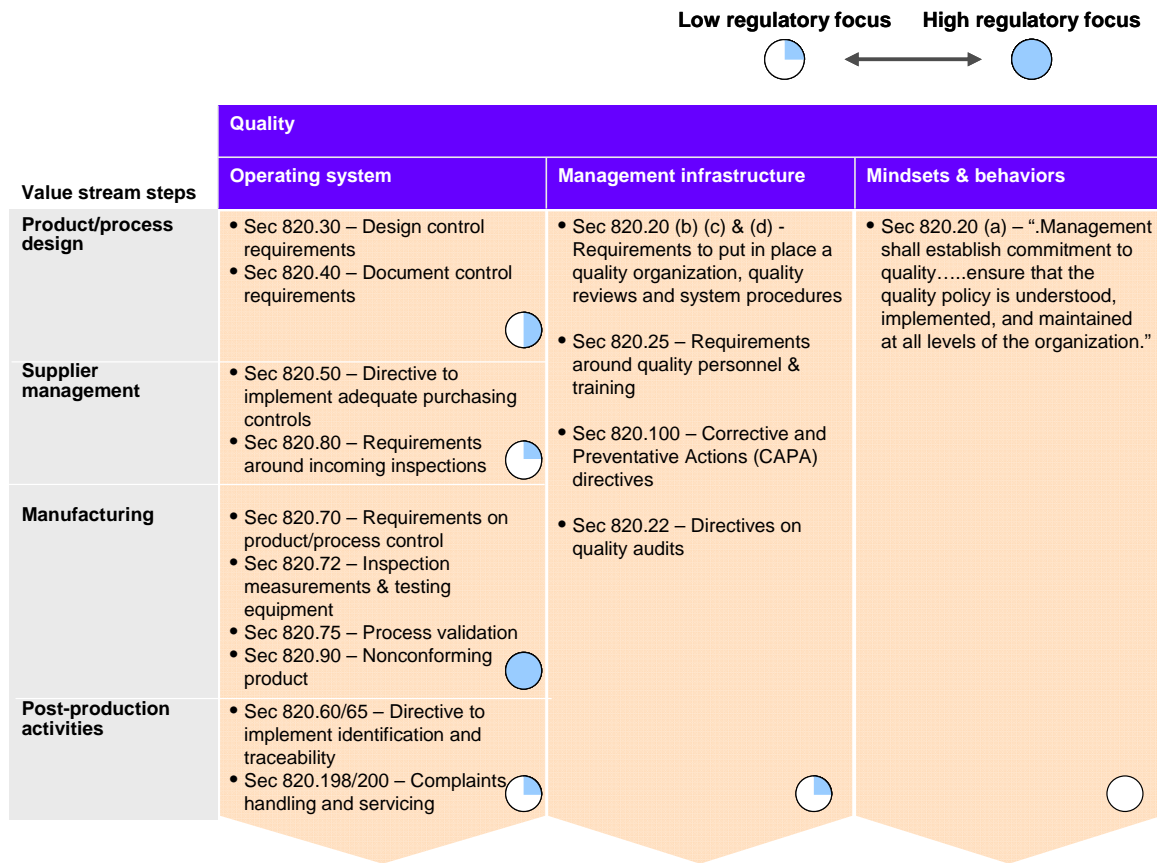 Low regulatory focus
High regulatory focus
Quality
Value stream steps
Operating system
Management infrastructure
Mindsets & behaviors
Product/process
design
• Sec 820.30 – Design control
requirements
• Sec 820.40 – Document control
requirements
Supplier
management
• Sec 820.50 – Directive to
implement adequate purchasing
controls
• Sec 820.80 – Requirements
around incoming inspections
Manufacturing
• Sec 820.70 – Requirements on
product/process control
• Sec 820.72 – Inspection
measurements & testing
equipment
• Sec 820.75 – Process validation
• Sec 820.90 – Nonconforming
product
Post-production
activities
• Sec 820.60/65 – Directive to
implement identification and
traceability
• Sec 820.198/200 – Complaints
handling and servicing
• Sec 820.20 (b) (c) & (d) -
Requirements to put in place a
quality organization, quality
reviews and system procedures
• Sec 820.25 – Requirements
around quality personnel &
training
• Sec 820.100 – Corrective and
Preventative Actions (CAPA)
directives
• Sec 820.22 – Directives on
quality audits
• Sec 820.20 (a) – “.Management
shall establish commitment to
quality…..ensure that the
quality policy is understood,
implemented, and maintained
at all levels of the organization.”